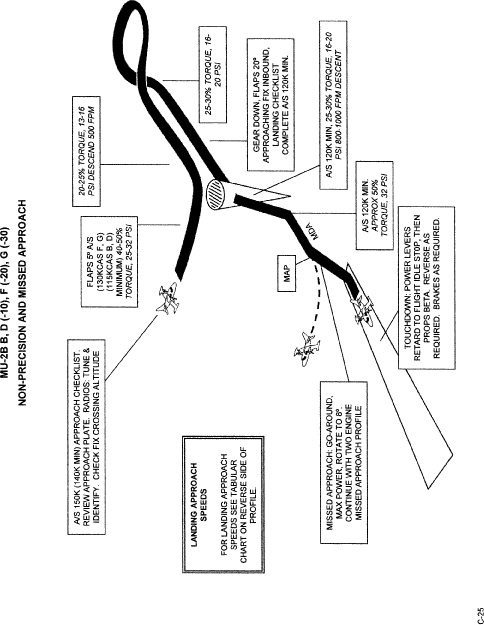 MU-2B B, D (-10), F (-20), G (-30)
NON-PRECISION AND MISSED APPROACH
A/S 150K (140K MIN) APPROACH CHECKLIST.
REVIEW APPROACH PLATE. RADIOS: TUNE &
IDENTIFY. CHECK FIX CROSSING ALTITUDE
FLAPS 5º A/S
(130KCAS F, G)
(115KCAS B, D)
MINIMUM) 40-50%
TORQUE, 25-32 PSI
20-25% TORQUE, 13-16
PSI DESCEND 500 FPM
25-30% TORQUE, 16-
20 PSI
GEAR DOWN, FLAPS 20º
APPROACHING FIX INBOUND,
LANDING CHECKLIST
COMPLETE A/S 120K MIN.
A/S 120K MIN, 25-30% TORQUE, 16-20
PSI 800-1000 FPM DESCENT
A/S 120K MIN.
APPROX 50%
TORQUE, 32 PSI
MDA
MAP
TOUCHDOWN: POWER LEVERS
RETARD TO FLIGHT IDLE STOP, THEN
PROPS BETA. REVERSE AS
REQUIRED. BRAKES AS REQUIRED.
MISSED APPROACH: GO-AROUND,
MAX POWER, ROTATE TO 8º.
CONTINUE WITH TWO ENGINE
MISSED APPROACH PROFILE
LANDING APPROACH
SPEEDS
FOR LANDING APPROACH
SPEEDS SEE TABULAR
CHART ON REVERSE SIDE OF
PROFILE.
C-25